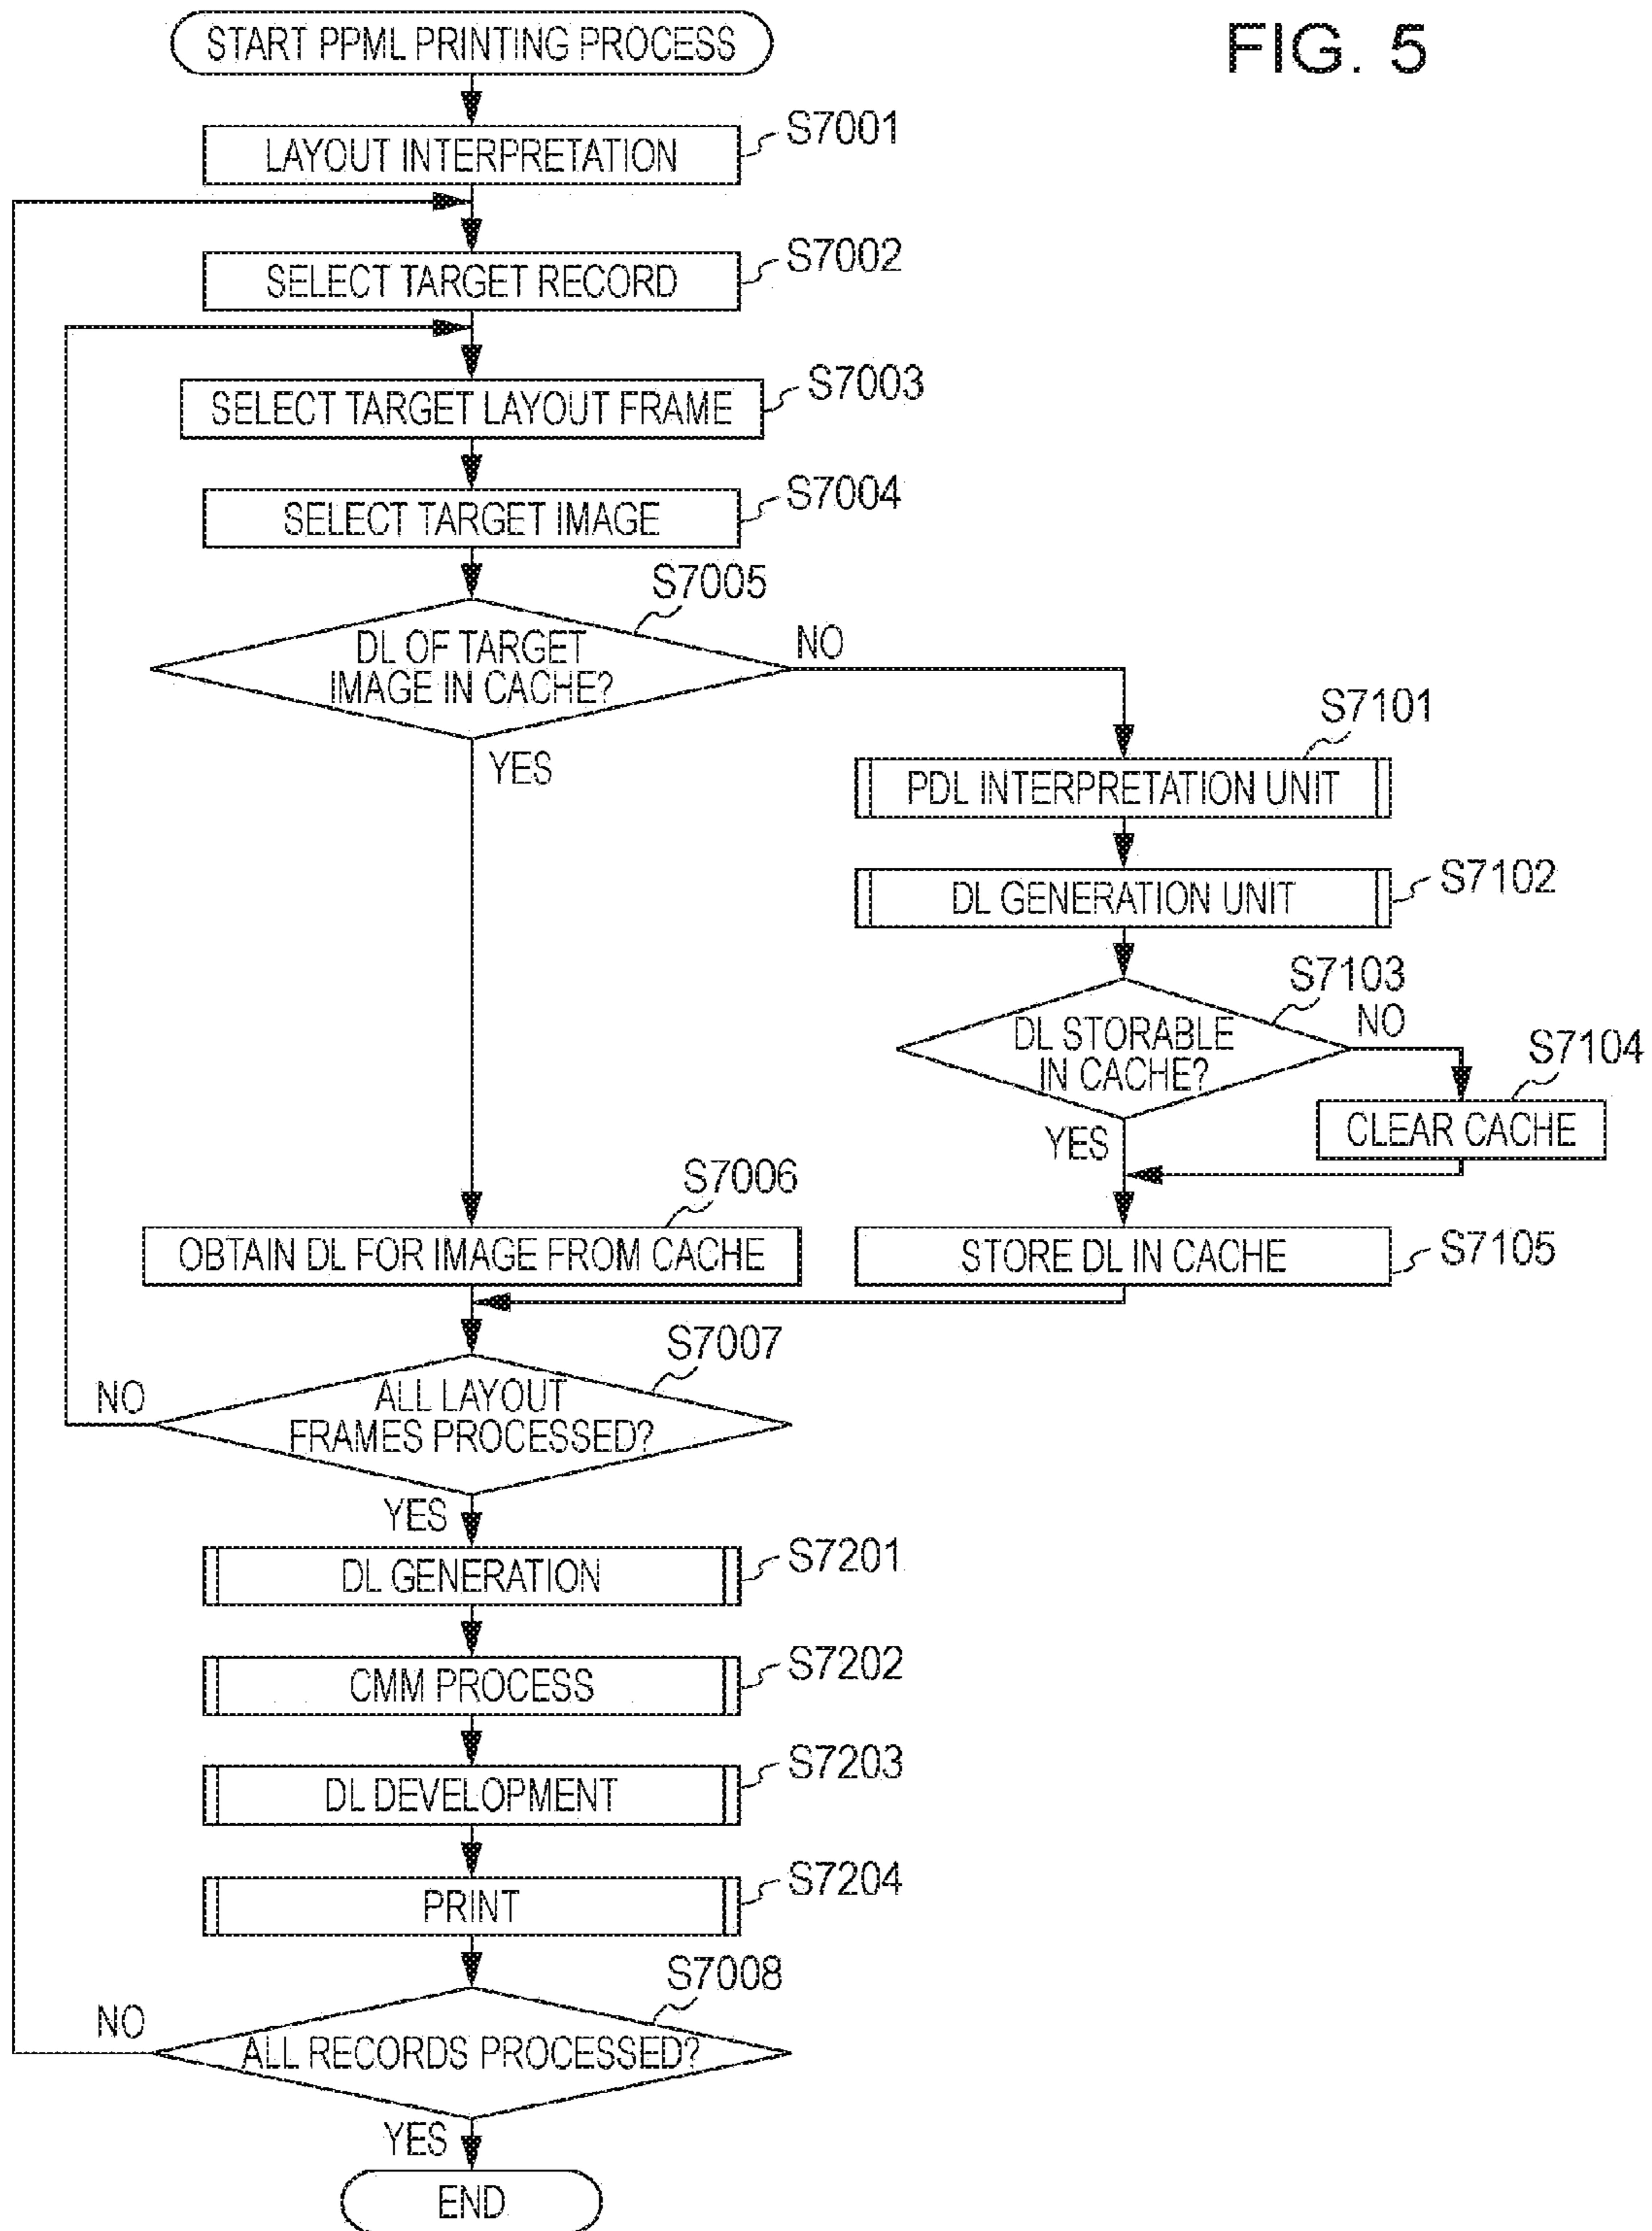 FIG. 5
START PPML PRINTING PROCESS
S7001
LAYOUT INTERPRETATION
S7002
SELECT TARGET RECORD
S7003
SELECT TARGET LAYOUT FRAME
S7004
SELECT TARGET IMAGE
S7005
DL OF TARGET
IMAGE IN CACHE?
NO
YES
S7101
PDL INTERPRETATION UNIT
S7102
DL GENERATION UNIT
S7103
DL STORABLE
IN CACHE?
NO
YES
S7104
CLEAR CACHE
S7006
OBTAIN DL FOR IMAGE FROM CACHE
STORE DL IN CACHE
S7105
S7007
ALL LAYOUT
FRAMES PROCESSED?
NO
YES
S7201
DL GENERATION
S7202
CMM PROCESS
S7203
DL DEVELOPMENT
S7204
PRINT
S7008
NO
ALL RECORDS PROCESSED?
YES
END